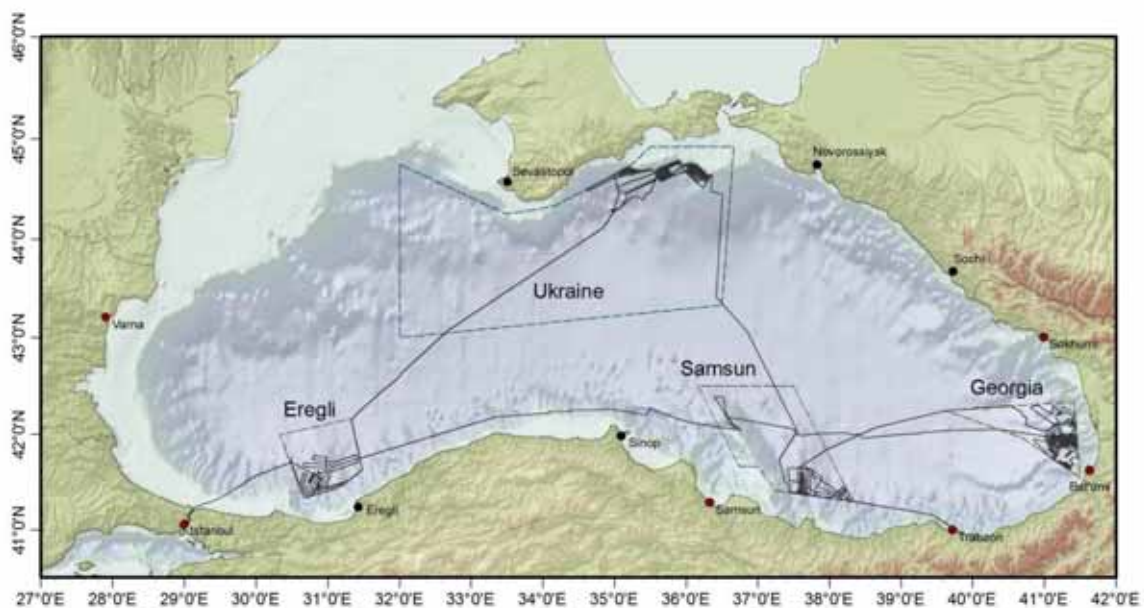 46°0'N
45°0'N
44°0'N
43°0'N
42°0'N
41°0'N
Sevastopol
Novorossiysk
Sochi
Ukraine
Varna
Sokhumi
Samsun
Georgia
Eregli
Sinop
Batumi
Eregli
Samsun
Istanbul
Trabzon
27°0'E 28°0'E 29°0'E 30°0'E 31°0'E 32°0'E 33°0'E 34°0'E 35°0'E 36°0'E 37°0'E 38°0'E 39°0'E 40°0'E 41°0'E 42°0'E